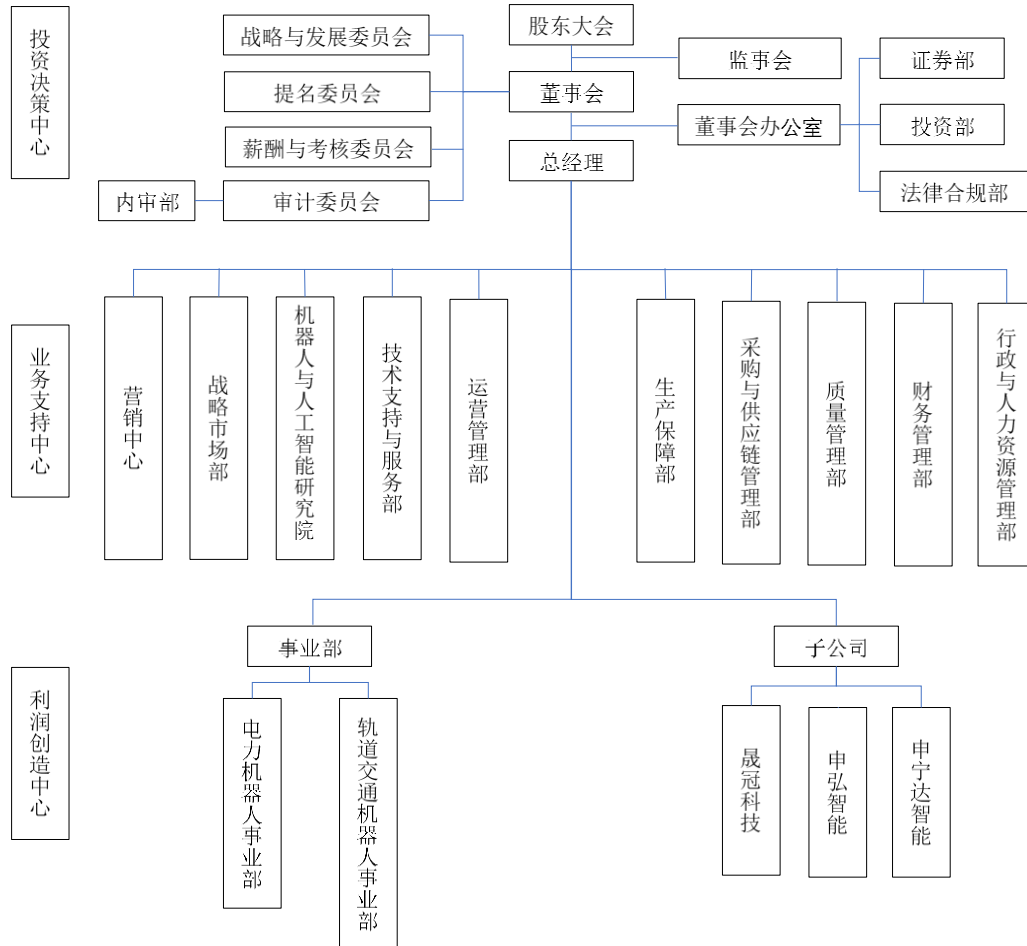 投资决策中心
股东大会
战略与发展委员会
监事会
证券部
提名委员会
董事会
董事会办公室
投资部
薪酬与考核委员会
总经理
内审部
审计委员会
法律合规部
业务支持中心
营销中心
战略市场部
机器人与人工智能研究院
技术支持与服务部
运营管理部
生产保障部
采购与供应链管理部
质量管理部
财务管理部
行政与人力资源管理部
利润创造中心
事业部
子公司
电力机器人事业部
轨道交通机器人事业部
晟冠科技
申弘智能
申宁达智能